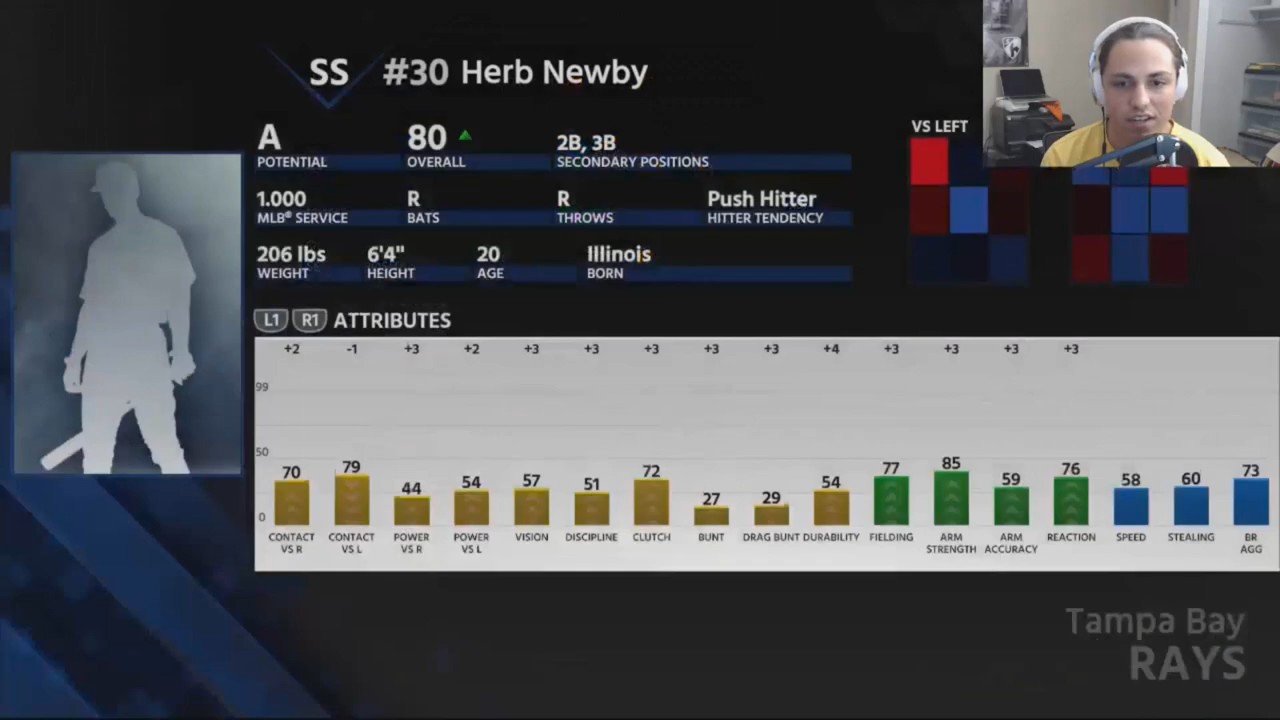 SS #30 Herb Newby
A 80 2B, 3B
POTENTIAL OVERALL SECONDARY POSITIONS
1.000 R R Push Hitter
MLB® SERVICE BATS THROWS HITTER TENDENCY
206 lbs 6'4" 20 Illinois
WEIGHT HEIGHT AGE BORN
VS LEFT
L1 R1 ATTRIBUTES
+2 -1 +3 +2 +3 +3 +3 +3 +3 +4 +3 +3 +3 +3
99
50
0
70 79 44 54 57 51 72 27 29 54 77 85 59 76 58 60 73
CONTACT CONTACT POWER POWER VISION DISCIPLINE CLUTCH BUNT DRAG BUNT DURABILITY FIELDING ARM ARM REACTION SPEED STEALING BR
VS R VS L VS R VS L STRENGTH ACCURACY AGG
Tampa Bay
RAYS